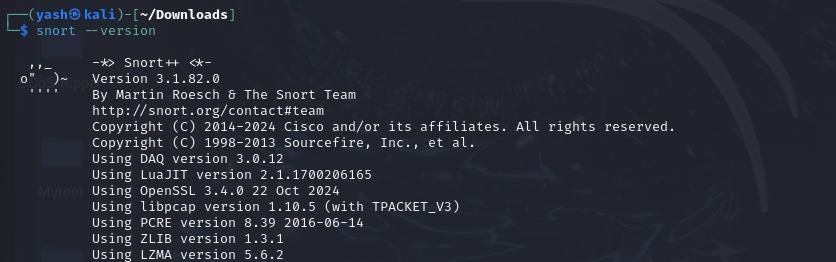 (yash㉿kali)-[~/Downloads]
$ snort --version
,,_ -*> Snort++ <*-
o" )~ Version 3.1.82.0
'''' By Martin Roesch & The Snort Team
http://snort.org/contact#team
Copyright (C) 2014-2024 Cisco and/or its affiliates. All rights reserved.
Copyright (C) 1998-2013 Sourcefire, Inc., et al.
Using DAQ version 3.0.12
Using LuaJIT version 2.1.1700206165
Using OpenSSL 3.4.0 22 Oct 2024
Using libpcap version 1.10.5 (with TPACKET_V3)
Using PCRE version 8.39 2016-06-14
Using ZLIB version 1.3.1
Using LZMA version 5.6.2
Mytool